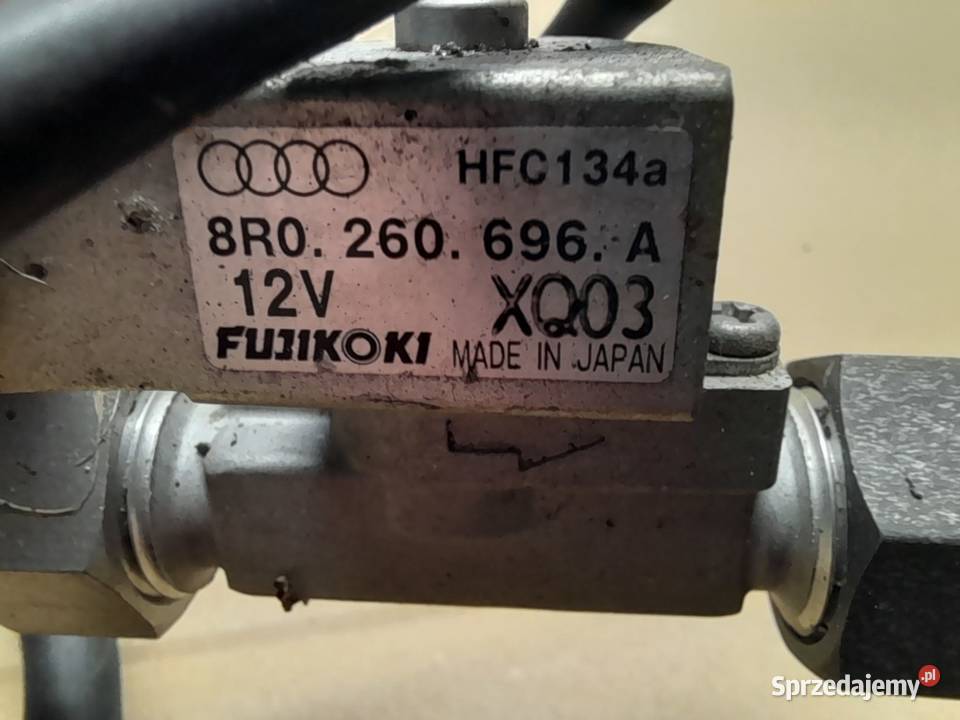 HFC134a
8R0. 260. 696. A
12V XQ03
FUJIKOKI MADE IN JAPAN
Sprzedajemy.pl